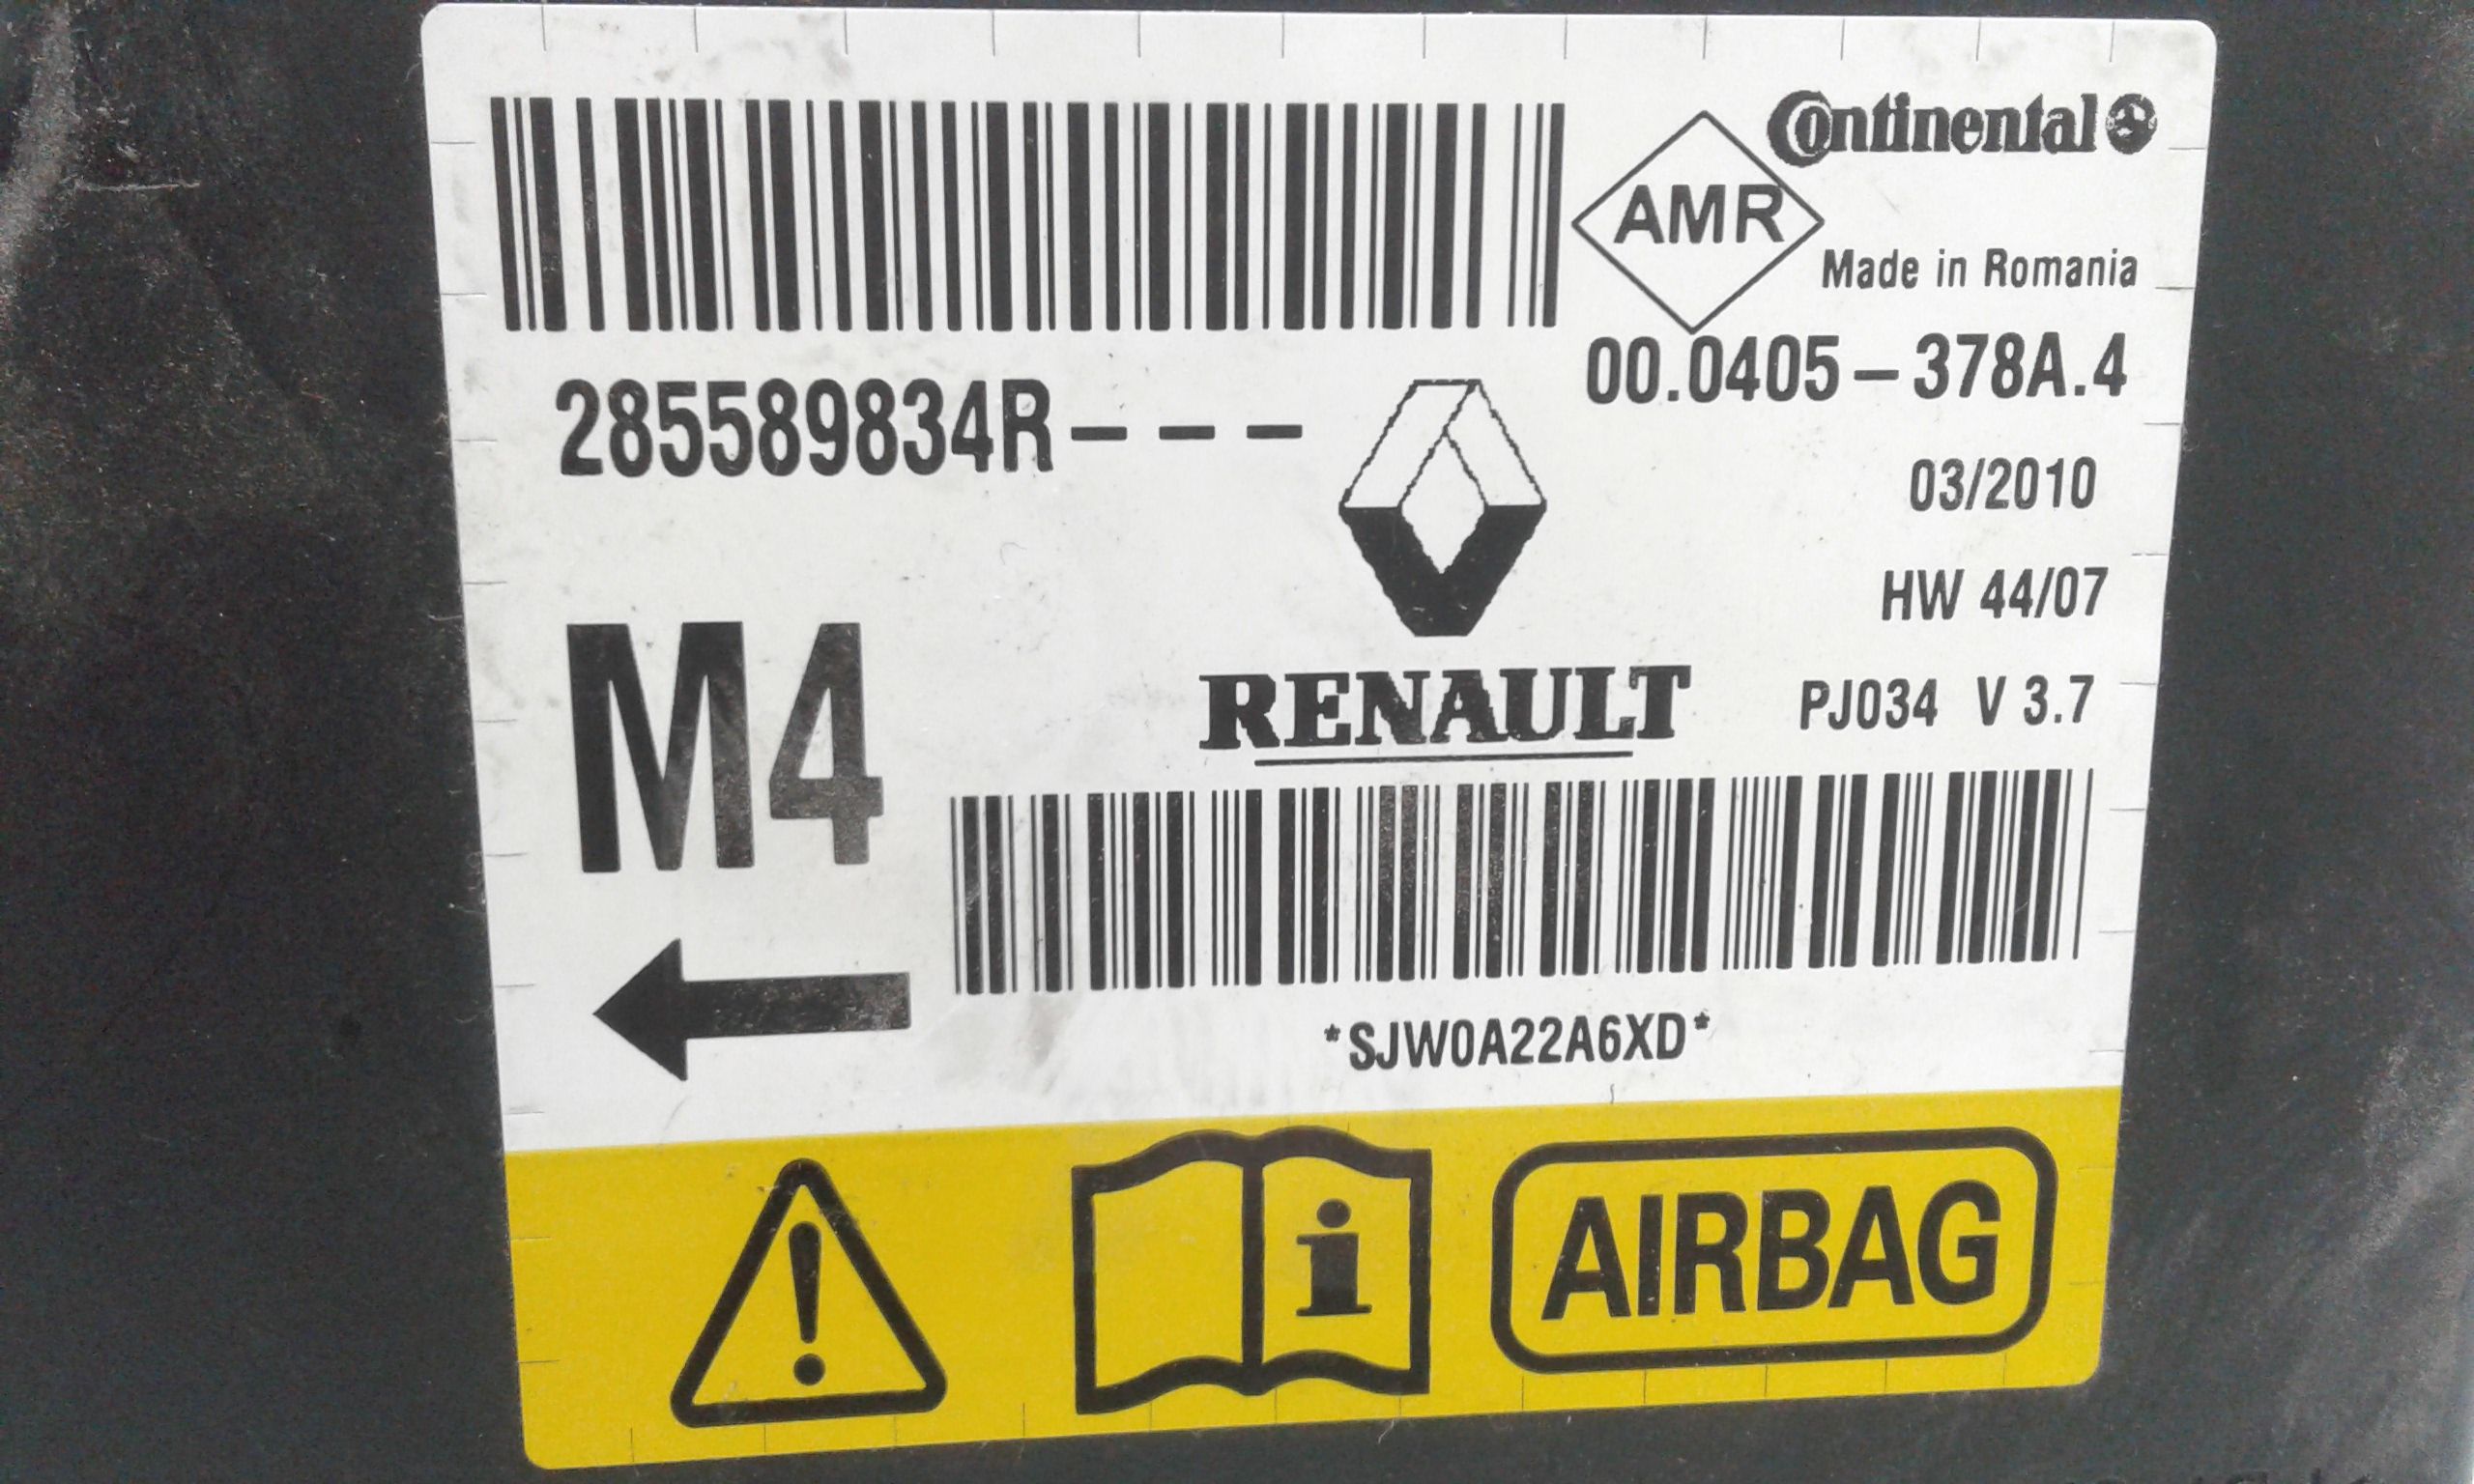 Continental
AMR
Made in Romania
00.0405-378A.4
285589834R---
03/2010
HW 44/07
M4
RENAULT
PJ034 V 3.7
*SJW0A22A6XD*
!
i
AIRBAG